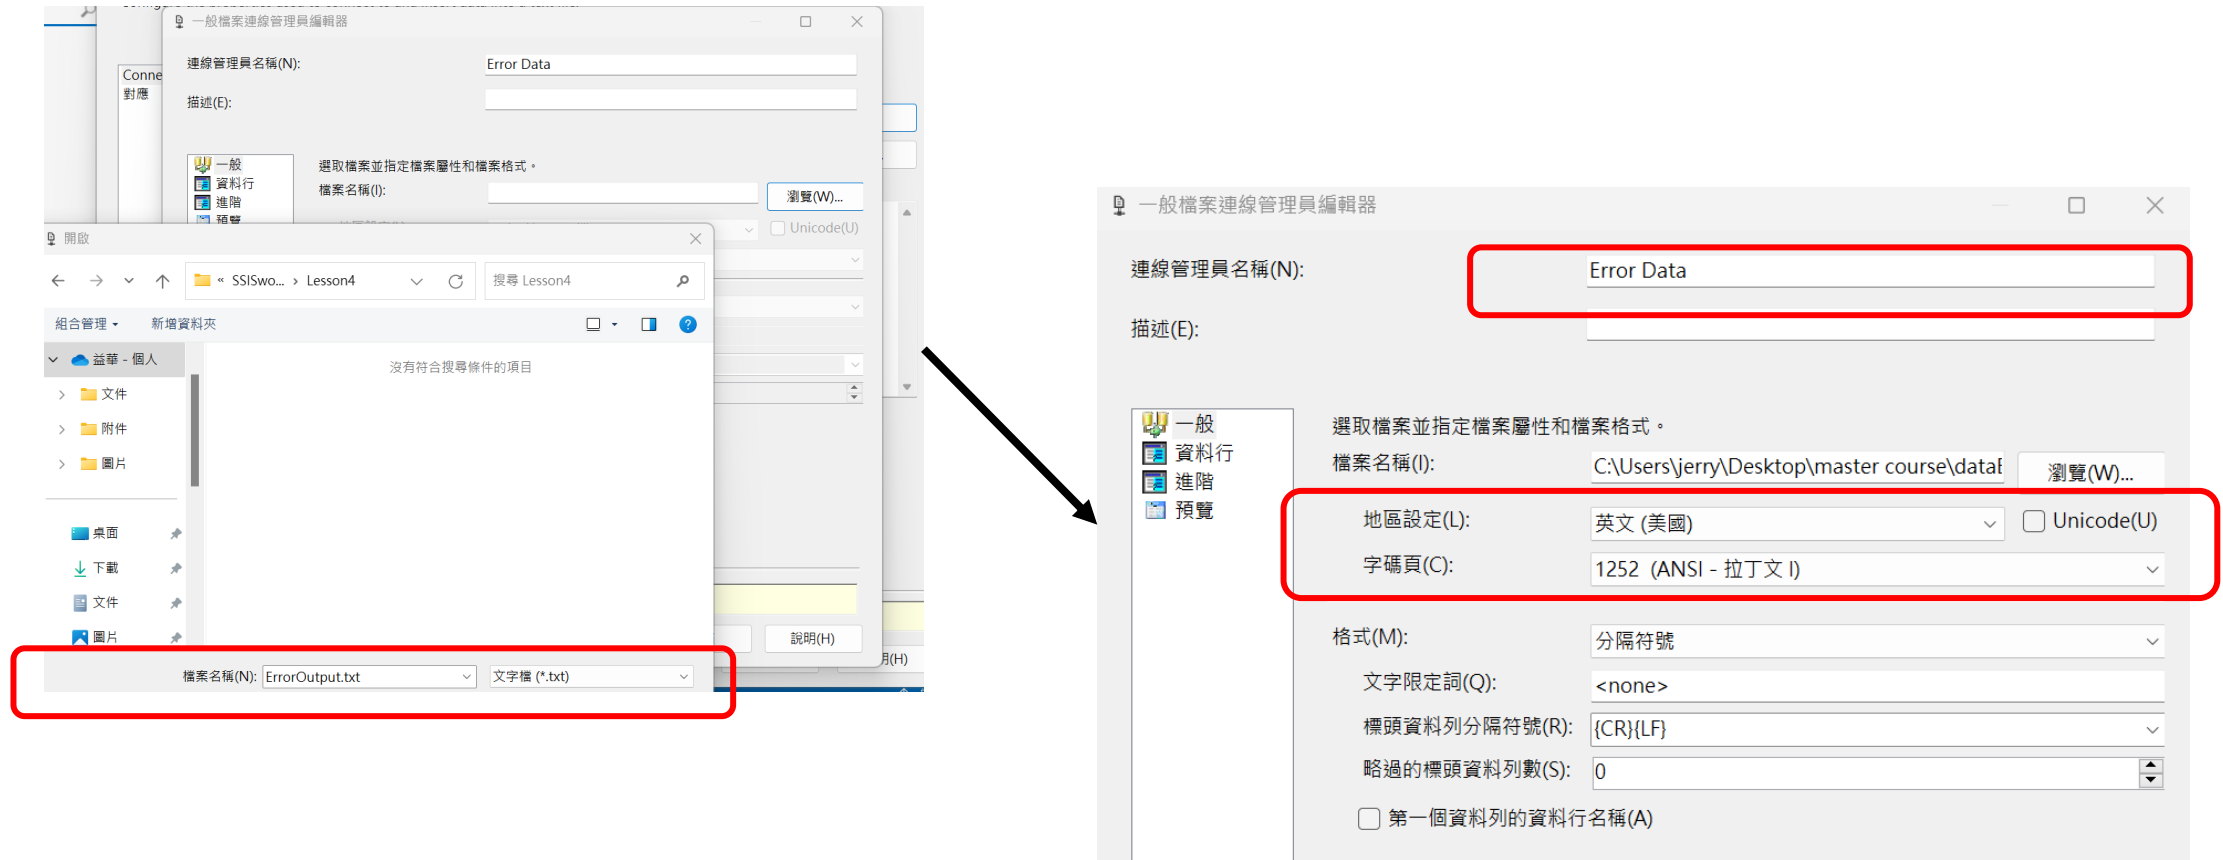 一般檔案連線管理員編輯器
連線管理員名稱(N):
Error Data
描述(E):
Conne
對應
一般
資料行
進階
預覽
選取檔案並指定檔案屬性和檔案格式。
檔案名稱(I):
瀏覽(W)...
Unicode(U)
開啟
« SSISwo... › Lesson4
搜尋 Lesson4
組合管理
新增資料夾
益華 - 個人
文件
附件
圖片
沒有符合搜尋條件的項目
桌面
下載
文件
圖片
說明(H)
明(H)
檔案名稱(N):
ErrorOutput.txt
文字檔 (*.txt)
一般檔案連線管理員編輯器
連線管理員名稱(N):
Error Data
描述(E):
一般
資料行
進階
預覽
選取檔案並指定檔案屬性和檔案格式。
檔案名稱(I):
C:\Users\jerry\Desktop\master course\dataE
瀏覽(W)...
地區設定(L):
英文 (美國)
Unicode(U)
字碼頁(C):
1252 (ANSI - 拉丁文 I)
格式(M):
分隔符號
文字限定詞(Q):
<none>
標頭資料列分隔符號(R):
{CR}{LF}
略過的標頭資料列數(S):
0
第一個資料列的資料行名稱(A)